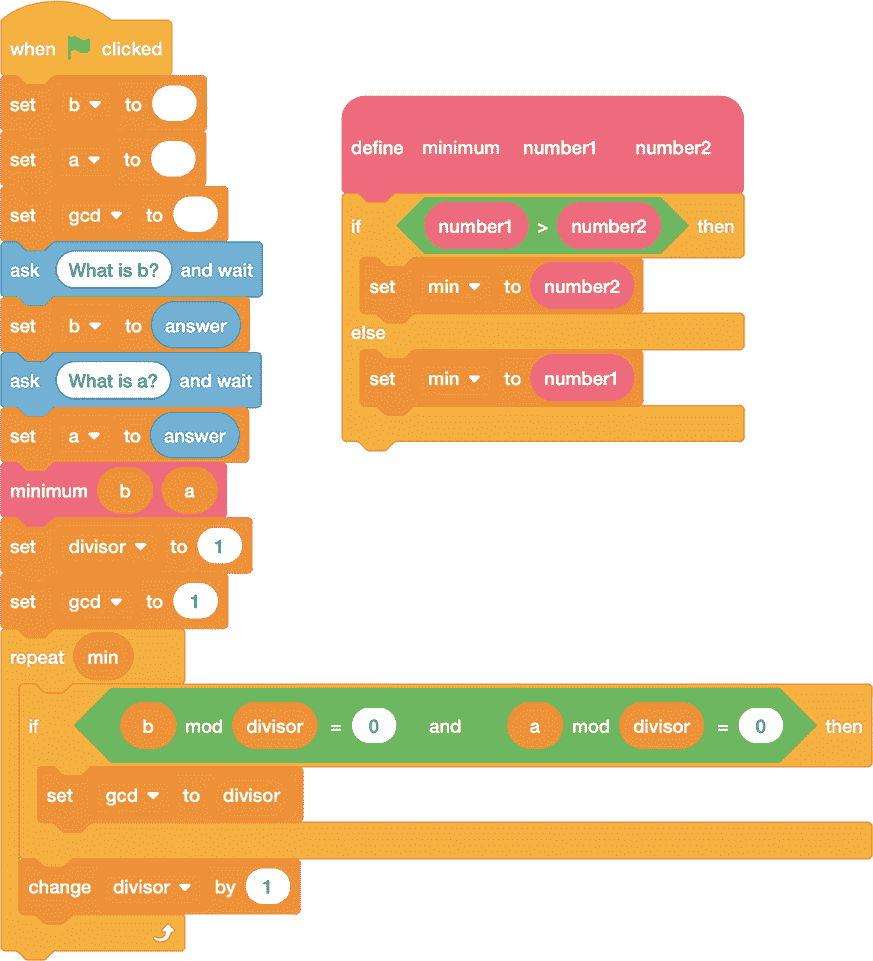 when clicked
set b to
set a to
set gcd to
ask What is b? and wait
set b to answer
ask What is a? and wait
set a to answer
minimum b a
set divisor to 1
set gcd to 1
repeat min
if b mod divisor = 0 and a mod divisor = 0 then
set gcd to divisor
change divisor by 1
define minimum number1 number2
if number1 > number2 then
set min to number2
else
set min to number1